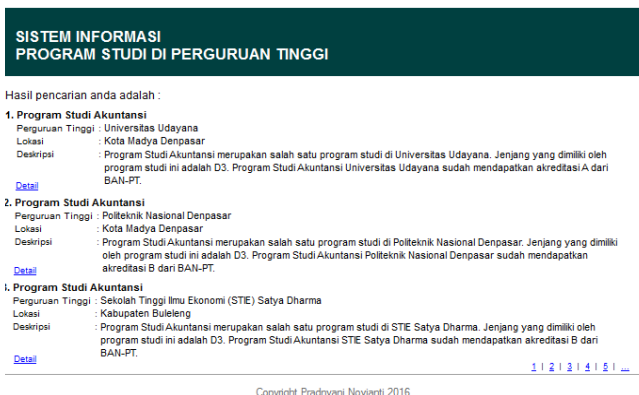 SISTEM INFORMASI
PROGRAM STUDI DI PERGURUAN TINGGI
Hasil pencarian anda adalah :
1. Program Studi Akuntansi
Perguruan Tinggi : Universitas Udayana
Lokasi : Kota Madya Denpasar
Deskripsi : Program Studi Akuntansi merupakan salah satu program studi di Universitas Udayana. Jenjang yang dimiliki oleh
program studi ini adalah D3. Program Studi Akuntansi Universitas Udayana sudah mendapatkan akreditasi A dari
BAN-PT.
Detail
2. Program Studi Akuntansi
Perguruan Tinggi : Politeknik Nasional Denpasar
Lokasi : Kota Madya Denpasar
Deskripsi : Program Studi Akuntansi merupakan salah satu program studi di Politeknik Nasional Denpasar. Jenjang yang dimiliki
oleh program studi ini adalah D3. Program Studi Akuntansi Politeknik Nasional Denpasar sudah mendapatkan
akreditasi B dari BAN-PT.
Detail
3. Program Studi Akuntansi
Perguruan Tinggi : Sekolah Tinggi Ilmu Ekonomi (STIE) Satya Dharma
Lokasi : Kabupaten Buleleng
Deskripsi : Program Studi Akuntansi merupakan salah satu program studi di STIE Satya Dharma. Jenjang yang dimiliki oleh
program studi ini adalah D3. Program Studi Akuntansi STIE Satya Dharma sudah mendapatkan akreditasi B dari
BAN-PT.
Detail
1 | 2 | 3 | 4 | 5 | ...
Copyright Pradnyani Novianti 2016